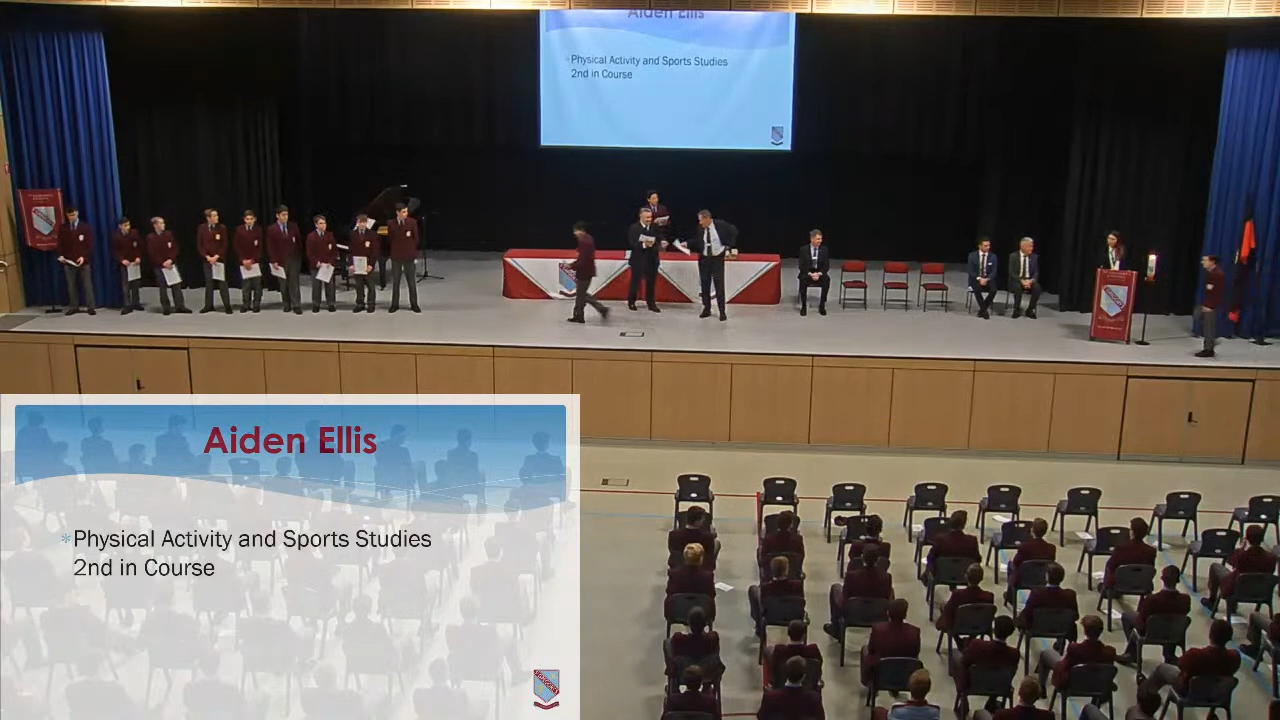 Aiden Ellis
Physical Activity and Sports Studies
2nd in Course
Aiden Ellis
*Physical Activity and Sports Studies
2nd in Course